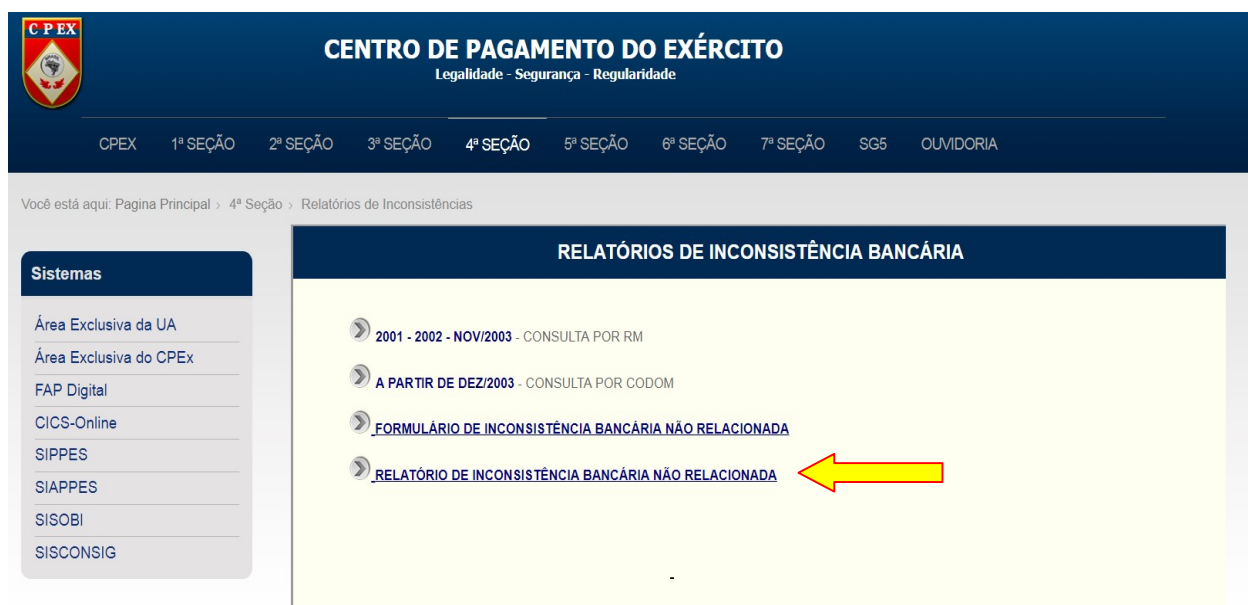 C P EX
CENTRO DE PAGAMENTO DO EXÉRCITO
Legalidade - Segurança - Regularidade
CPEX 1ª SEÇÃO 2ª SEÇÃO 3ª SEÇÃO 4ª SEÇÃO 5ª SEÇÃO 6ª SEÇÃO 7ª SEÇÃO SG5 OUVIDORIA
Você está aqui: Pagina Principal › 4ª Seção › Relatórios de Inconsistências
Sistemas
Área Exclusiva da UA
Área Exclusiva do CPEx
FAP Digital
CICS-Online
SIPPES
SIAPPES
SISOBI
SISCONSIG
RELATÓRIOS DE INCONSISTÊNCIA BANCÁRIA
2001 - 2002 - NOV/2003 - CONSULTA POR RM
A PARTIR DE DEZ/2003 - CONSULTA POR CODOM
FORMULÁRIO DE INCONSISTÊNCIA BANCÁRIA NÃO RELACIONADA
RELATÓRIO DE INCONSISTÊNCIA BANCÁRIA NÃO RELACIONADA
-